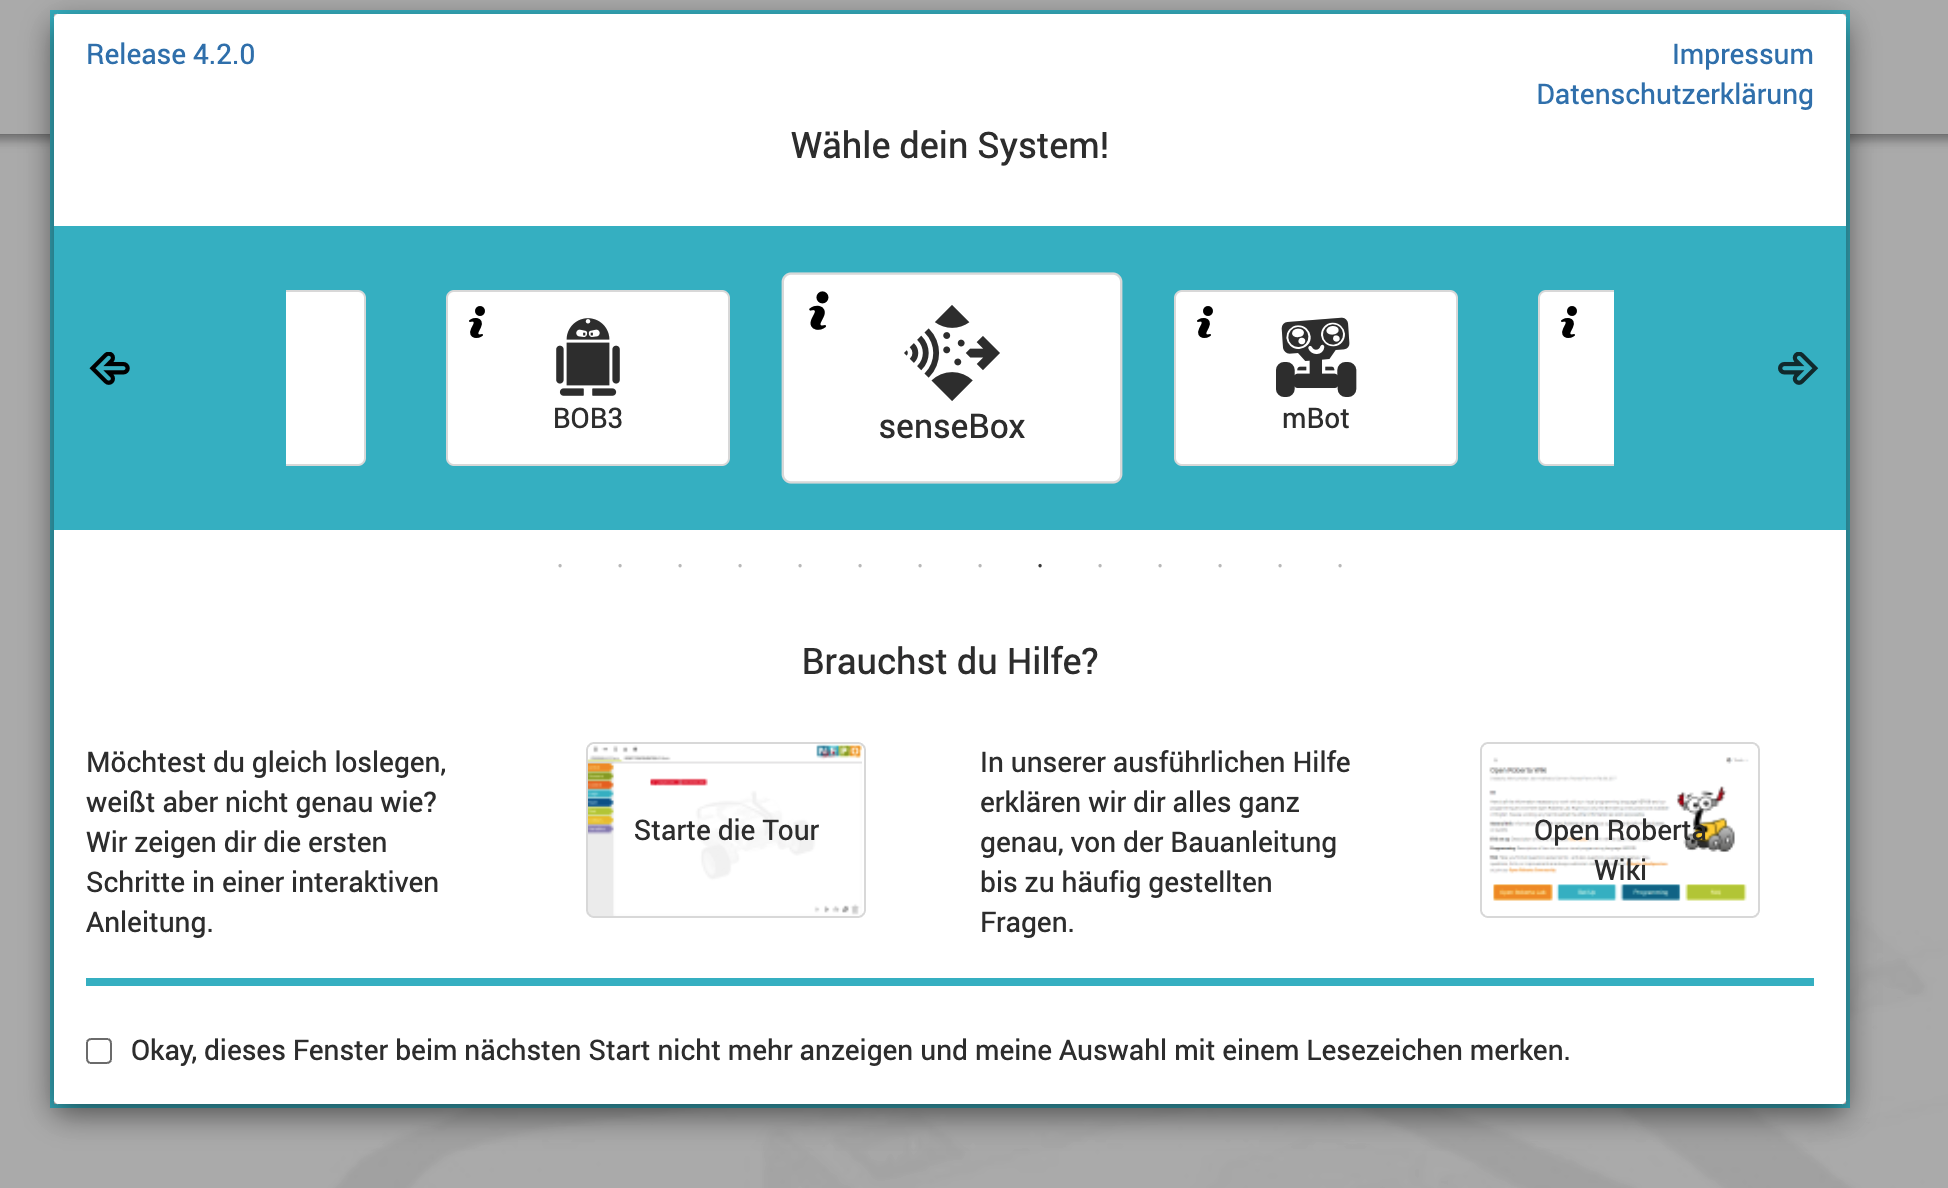 Release 4.2.0
Impressum
Datenschutzerklärung
Wähle dein System!
BOB3
senseBox
mBot
Brauchst du Hilfe?
Möchtest du gleich loslegen,
weißt aber nicht genau wie?
Wir zeigen dir die ersten
Schritte in einer interaktiven
Anleitung.
Starte die Tour
In unserer ausführlichen Hilfe
erklären wir dir alles ganz
genau, von der Bauanleitung
bis zu häufig gestellten
Fragen.
Open Roberta
Wiki
Okay, dieses Fenster beim nächsten Start nicht mehr anzeigen und meine Auswahl mit einem Lesezeichen merken.